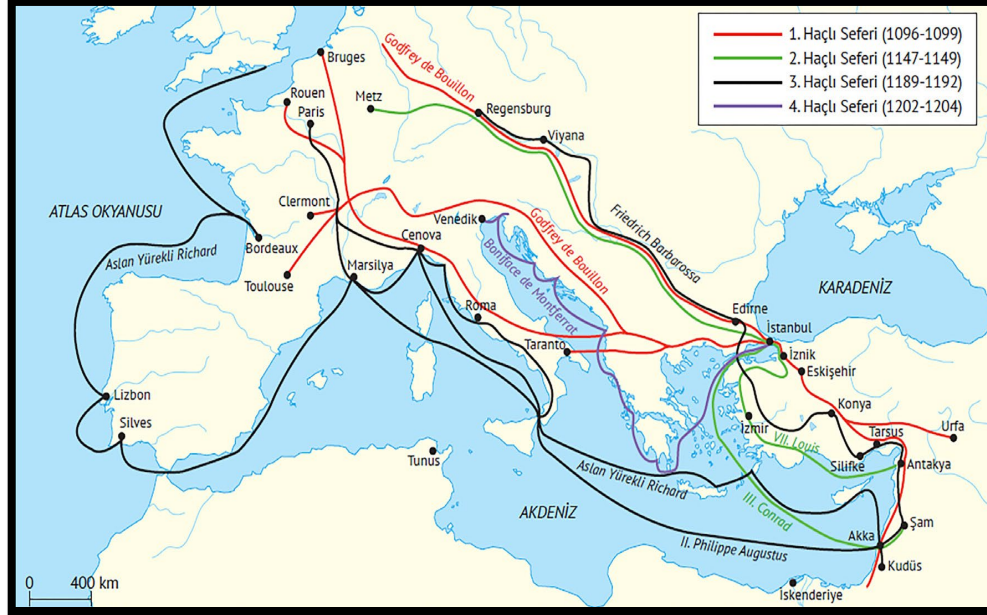 1. Haçlı Seferi (1096-1099)
2. Haçlı Seferi (1147-1149)
3. Haçlı Seferi (1189-1192)
4. Haçlı Seferi (1202-1204)
Godfrey de Bouillon
Bruges
Rouen
Paris
Metz
Regensburg
Viyana
ATLAS OKYANUSU
Clermont
Venedik
Godfrey de Bouillon
Friedrich Barbarossa
Bordeaux
Cenova
Boniface de Montferrat
Aslan Yürekli Richard
Toulouse
Marsilya
KARADENİZ
Roma
Edirne
İstanbul
Taranto
İznik
Eskişehir
Lizbon
Silves
Konya
İzmir
Tarsus
Urfa
VII. Louis
Silifke
Antakya
Tunus
Aslan Yürekli Richard
III. Conrad
AKDENİZ
Şam
Akka
II. Philippe Augustus
Kudüs
İskenderiye
0 400 km